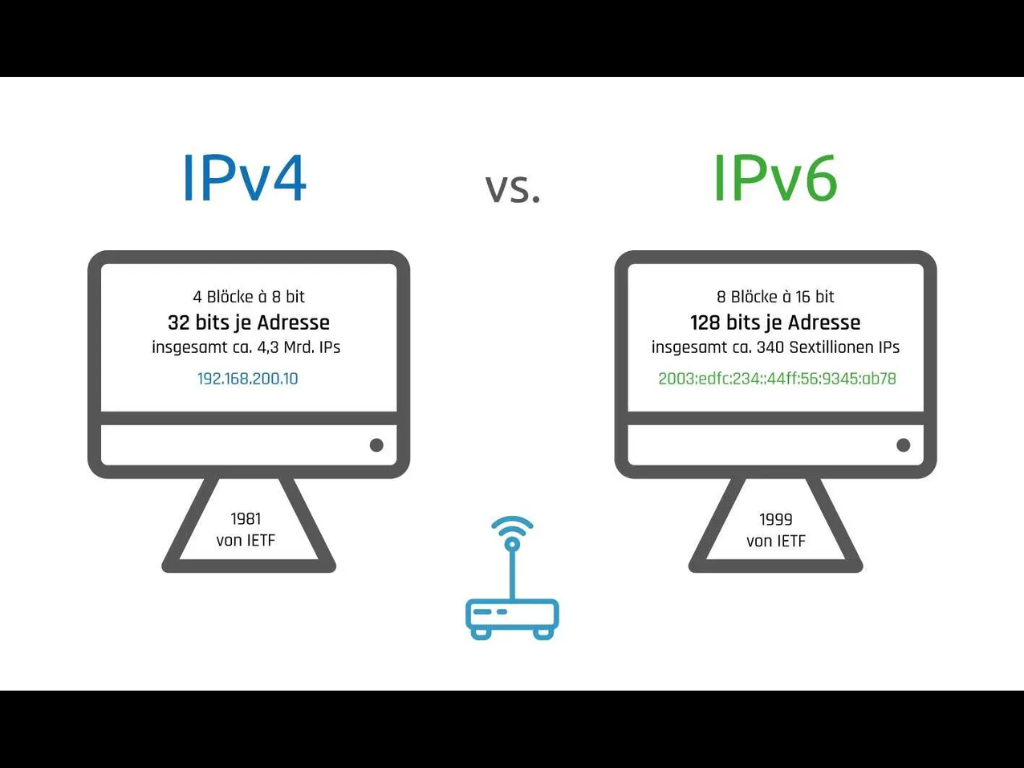 IPv4
vs.
IPv6
4 Blöcke à 8 bit
32 bits je Adresse
insgesamt ca. 4,3 Mrd. IPs
192.168.200.10
8 Blöcke à 16 bit
128 bits je Adresse
insgesamt ca. 340 Sextillionen IPs
2003:edfc:234::44ff:56:9345:ab78
1981
von IETF
1999
von IETF